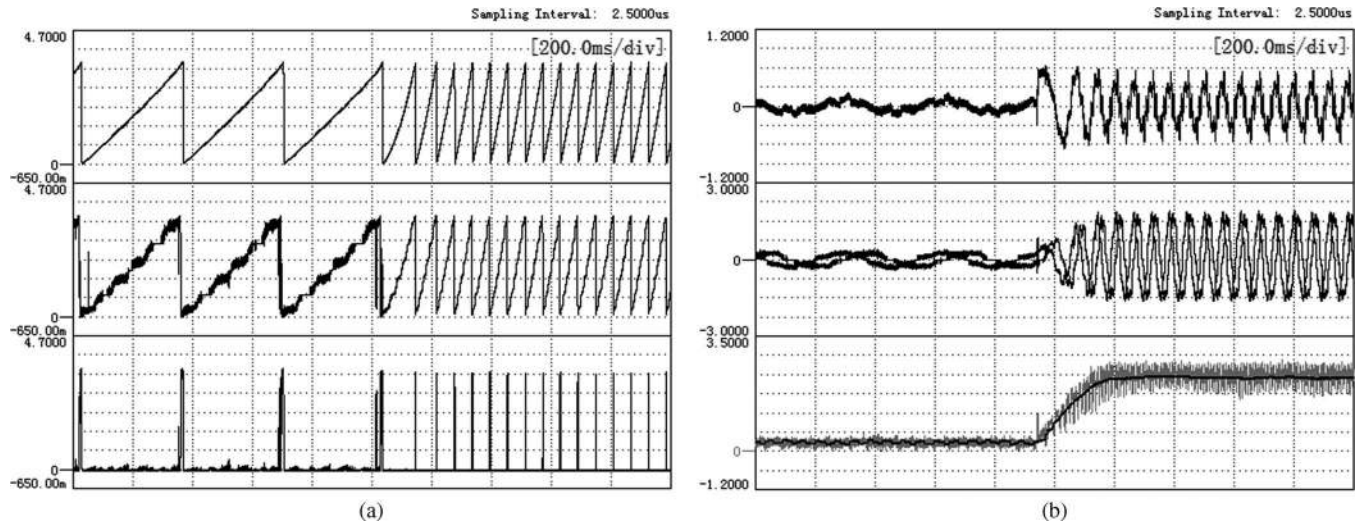 Sampling Interval: 2.5000us
4.7000
[200.0ms/div]
0
-650.00m
4.7000
0
-650.00m
4.7000
0
-650.00m
(a)
Sampling Interval: 2.5000us
1.2000
[200.0ms/div]
0
-1.2000
3.0000
0
-3.0000
3.5000
0
-1.2000
(b)